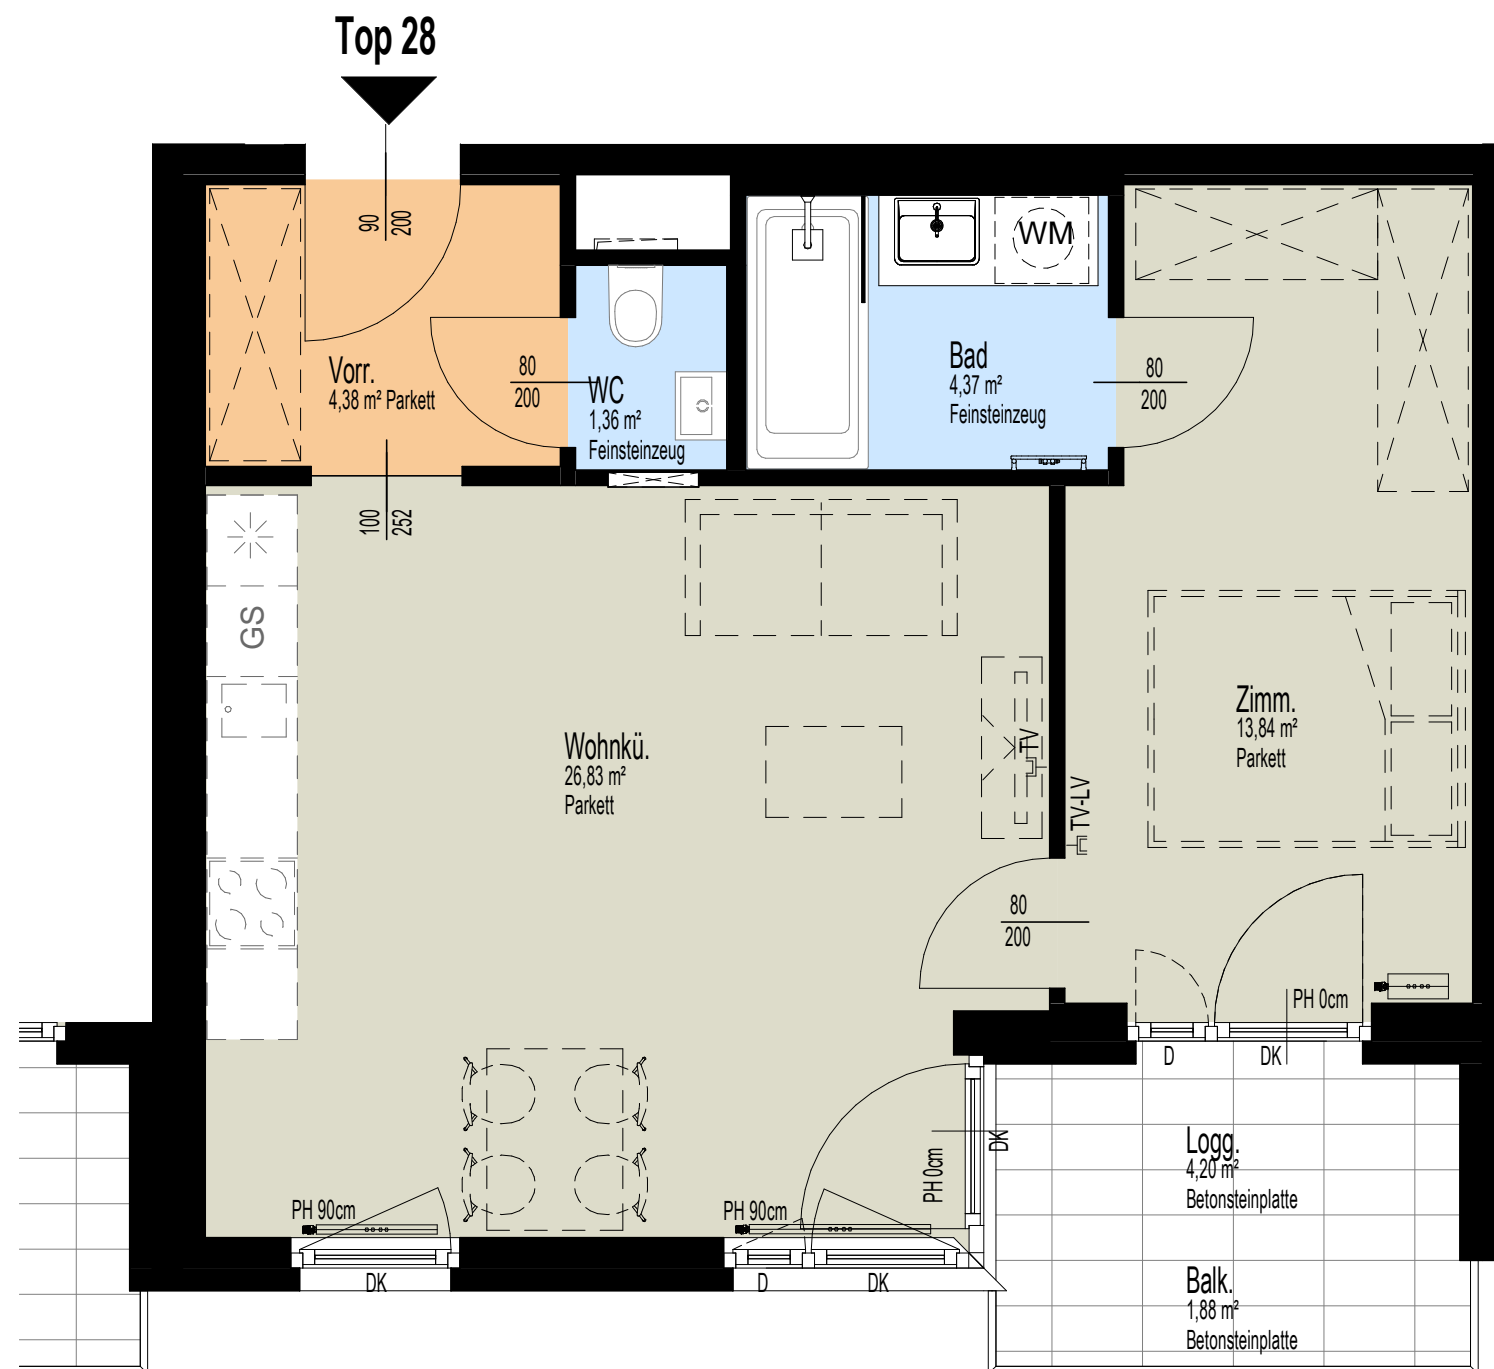 Top 28
90
200
WM
Vorr.
4,38 m² Parkett
80
200
WC
1,36 m²
Feinsteinzeug
Bad
4,37 m²
Feinsteinzeug
80
200
100
252
GS
Wohnkü.
26,83 m²
Parkett
TV
TV-LV
Zimm.
13,84 m²
Parkett
80
200
PH 0cm
D
DK
PH 90cm
DK
PH 90cm
D
DK
PH 0cm
DK
Logg.
4,20 m²
Betonsteinplatte
Balk.
1,88 m²
Betonsteinplatte